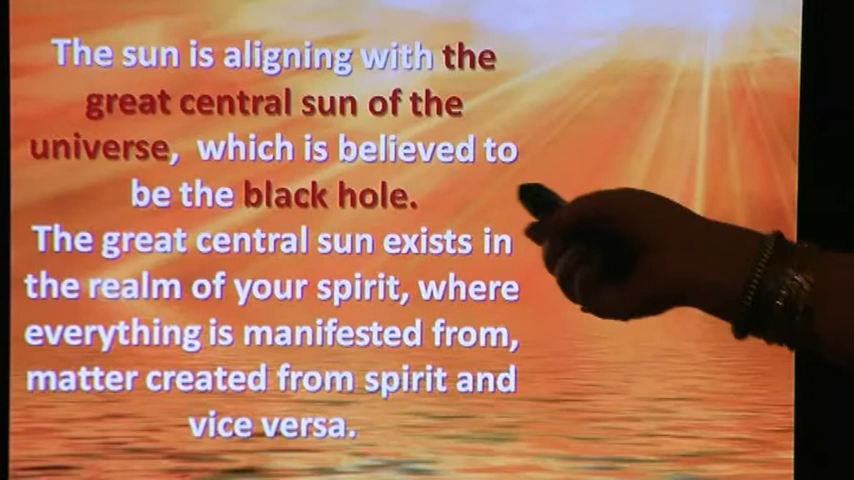 The sun is aligning with the
great central sun of the
universe, which is believed to
be the black hole.
The great central sun exists in
the realm of your spirit, where
everything is manifested from,
matter created from spirit and
vice versa.